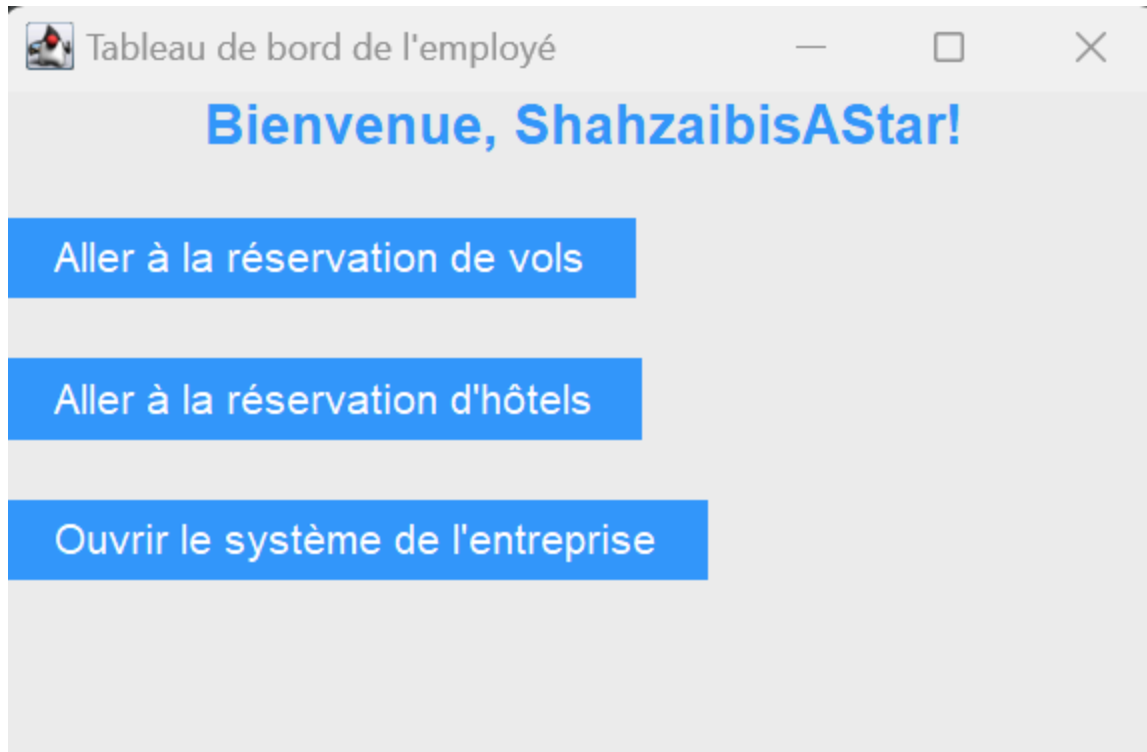 Tableau de bord de l'employé
Bienvenue, ShahzaibisAStar!
Aller à la réservation de vols
Aller à la réservation d'hôtels
Ouvrir le système de l'entreprise